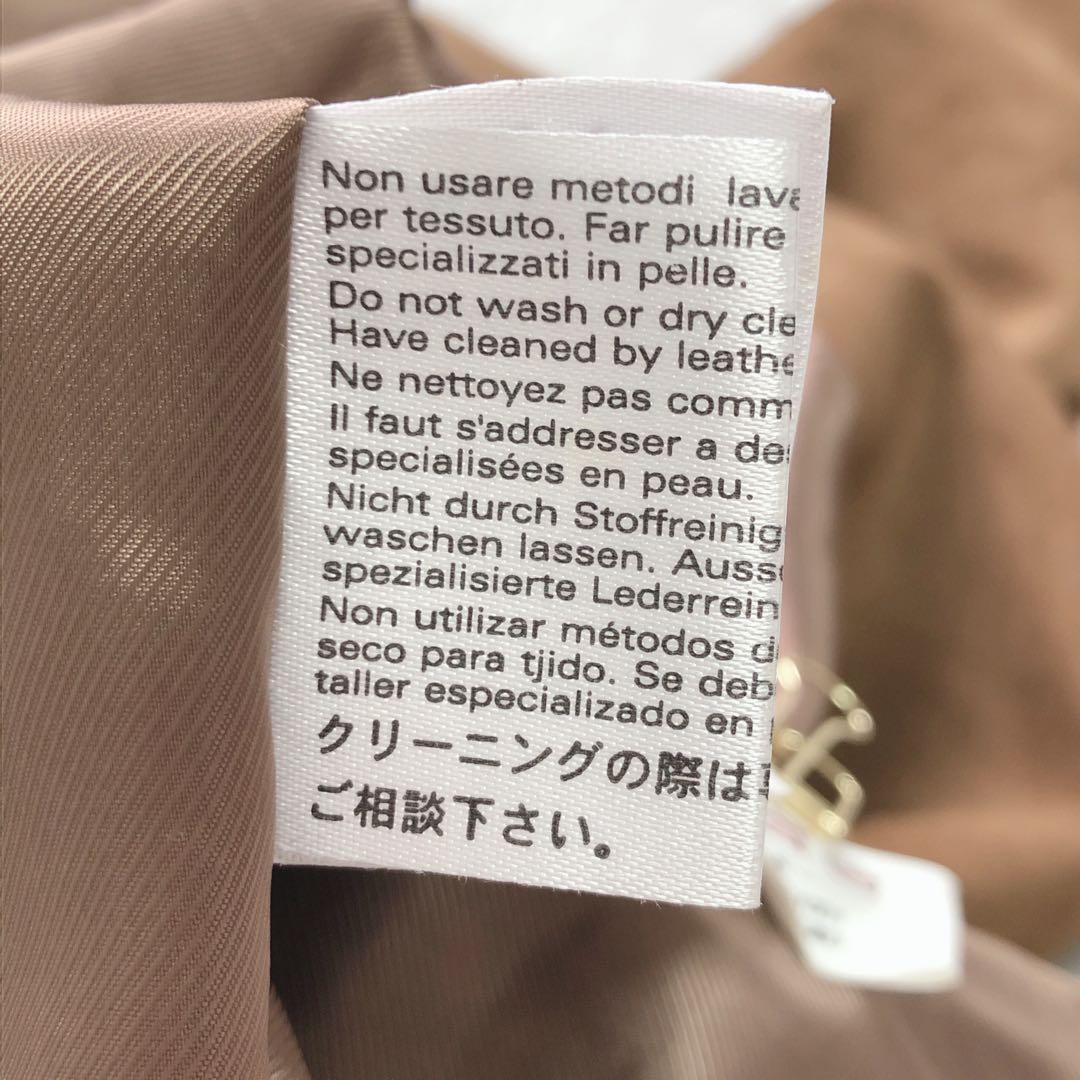 Non usare metodi lava
per tessuto. Far pulire
specializzati in pelle.
Do not wash or dry cle
Have cleaned by leathe
Ne nettoyez pas comm
Il faut s'addresser a de
specialisées en peau.
Nicht durch Stoffreinig
waschen lassen. Auss
spezialisierte Lederrein
Non utilizar métodos d
seco para tjido. Se deb
taller especializado en
クリーニングの際は
ご相談下さい。